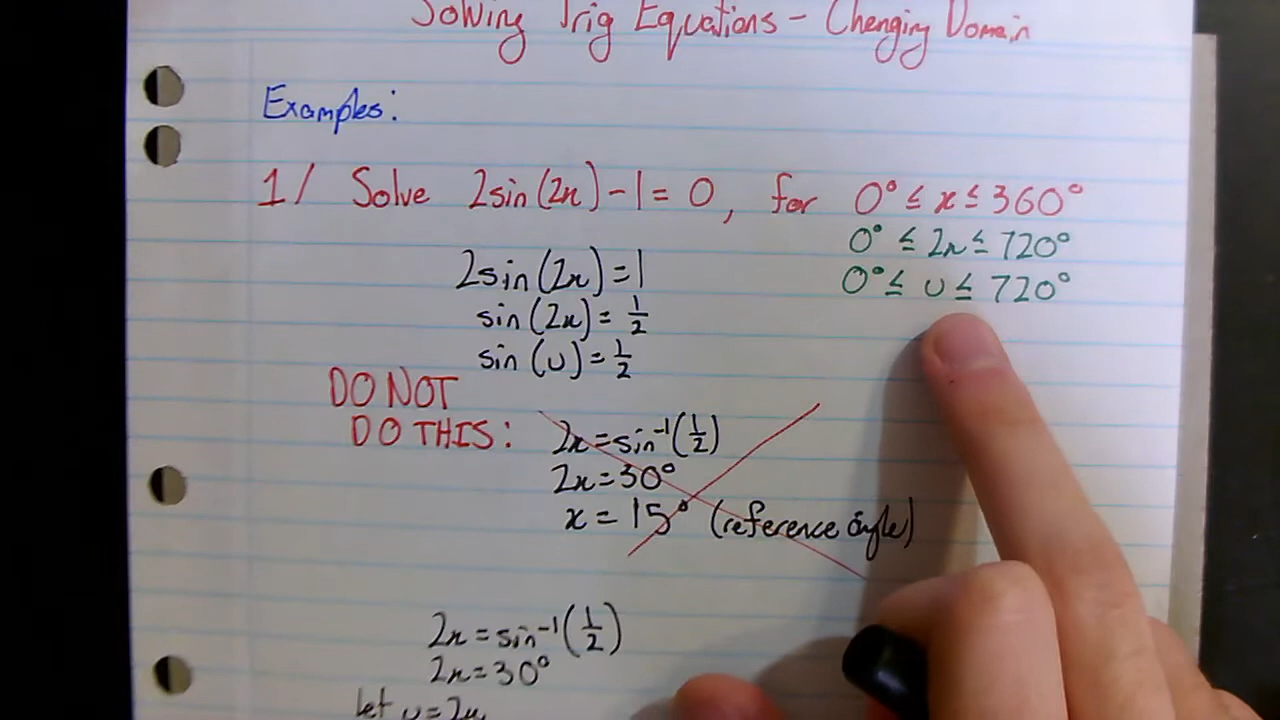 Solving Trig Equations - Changing Domain
Examples:
1/ Solve 2sin(2x)-1=0, for 0°≤x≤360°
0°≤2x≤720°
0°≤u≤720°
2sin(2x)=1
sin(2x)=1/2
sin(u)=1/2
DO NOT
DO THIS:
2x=sin⁻¹(1/2)
2x=30°
x=15° (reference angle)
2x=sin⁻¹(1/2)
2x=30°
let u=2x